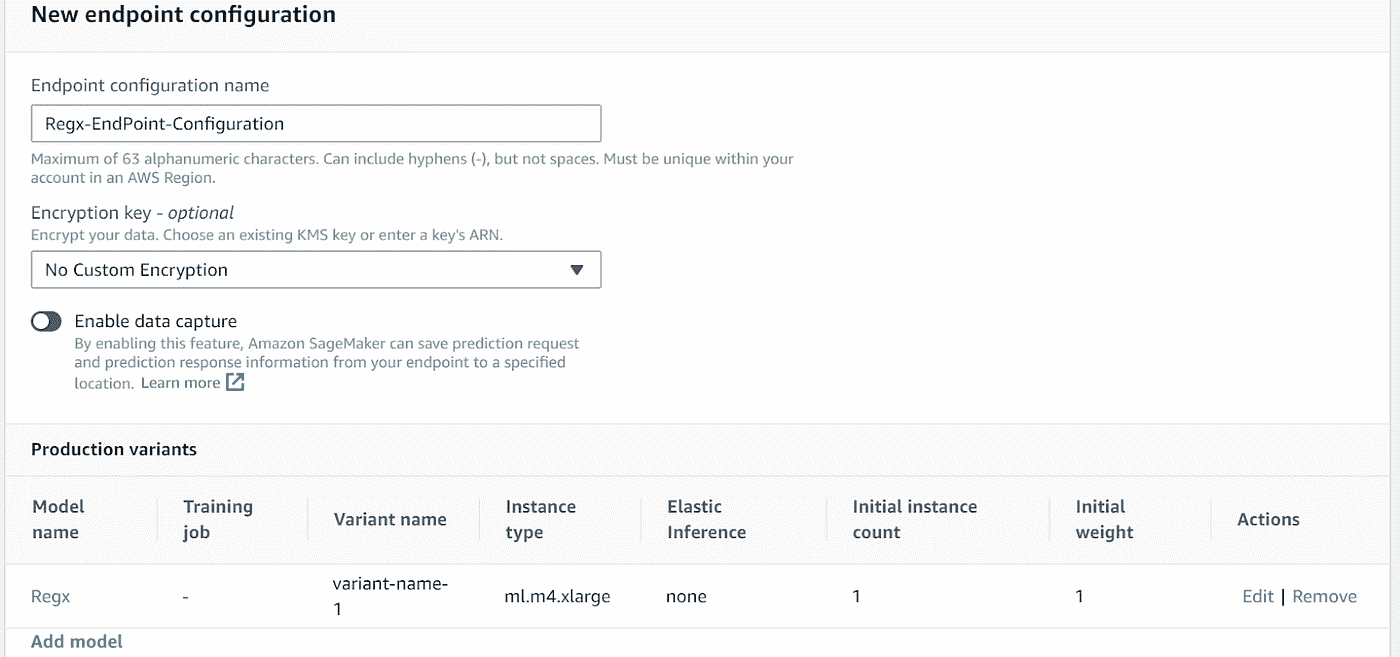 New endpoint configuration
Endpoint configuration name
Regx-EndPoint-Configuration
Maximum of 63 alphanumeric characters. Can include hyphens (-), but not spaces. Must be unique within your
account in an AWS Region.
Encryption key - optional
Encrypt your data. Choose an existing KMS key or enter a key's ARN.
No Custom Encryption
Enable data capture
By enabling this feature, Amazon SageMaker can save prediction request
and prediction response information from your endpoint to a specified
location. Learn more
Production variants
Model name Training job Variant name Instance type Elastic Inference Initial instance count Initial weight Actions
Regx - variant-name-1 ml.m4.xlarge none 1 1 Edit | Remove
Add model